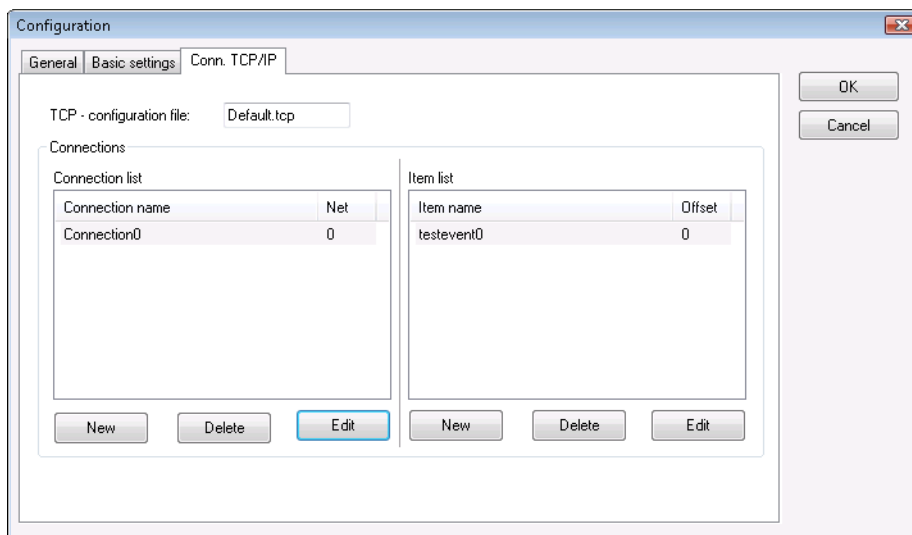 Configuration
General Basic settings Conn. TCP/IP
OK
Cancel
TCP - configuration file: Default.tcp
Connections
Connection list
Connection name Net
Connection0 0
New Delete Edit
Item list
Item name Offset
testevent0 0
New Delete Edit